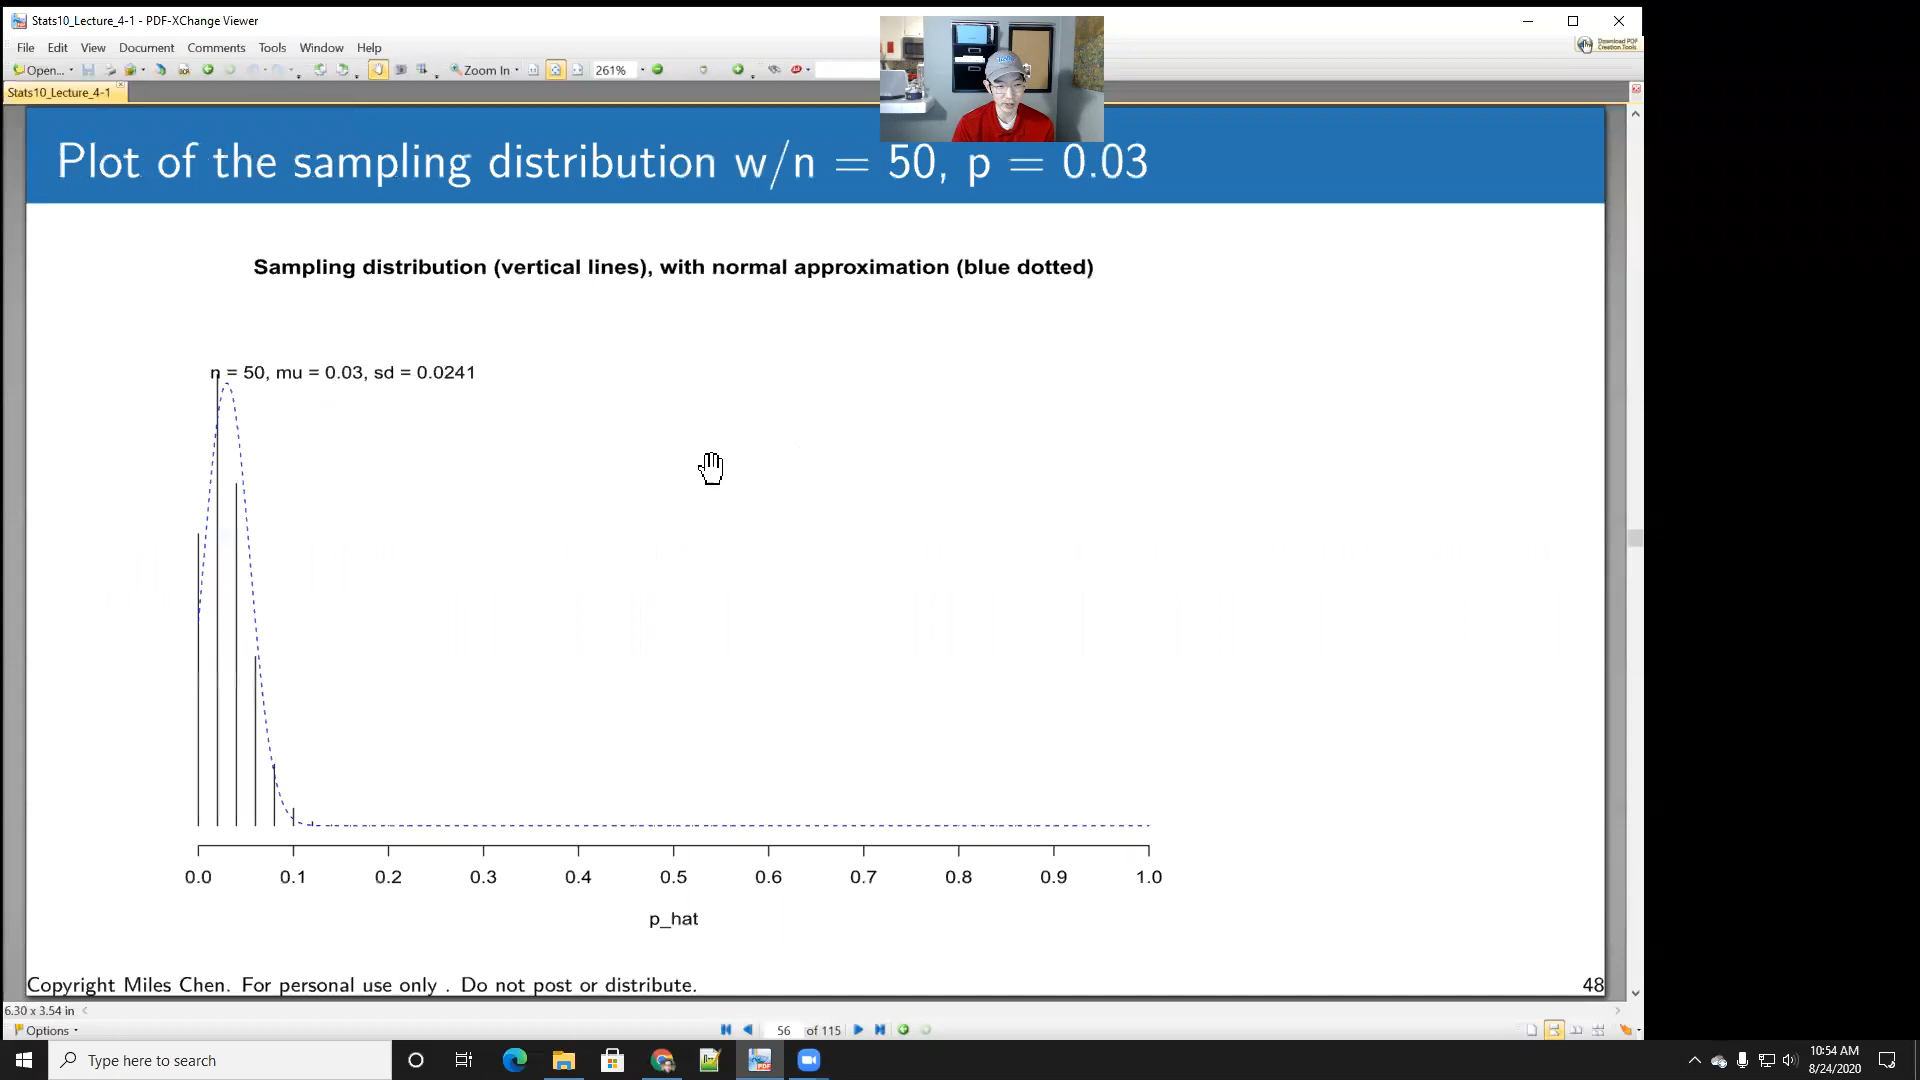 Stats10_Lecture_4-1 - PDF-XChange Viewer
File Edit View Document Comments Tools Window Help
Download PDF
Creation Tools
Open... Zoom In 261%
Stats10_Lecture_4-1
Plot of the sampling distribution w/n = 50, p = 0.03
Sampling distribution (vertical lines), with normal approximation (blue dotted)
n = 50, mu = 0.03, sd = 0.0241
0.0 0.1 0.2 0.3 0.4 0.5 0.6 0.7 0.8 0.9 1.0
p_hat
Copyright Miles Chen. For personal use only . Do not post or distribute.
48
6.30 x 3.54 in
Options
56 of 115
Type here to search
10:54 AM
8/24/2020